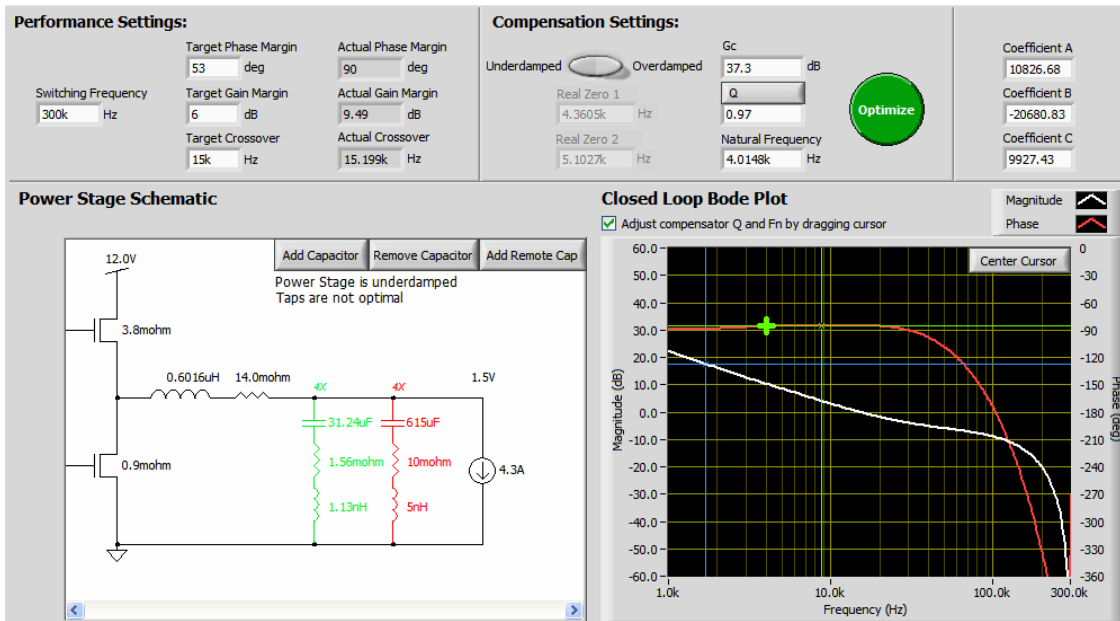 Performance Settings:
Target Phase Margin
53 deg
Actual Phase Margin
90 deg
Switching Frequency
300k Hz
Target Gain Margin
6 dB
Actual Gain Margin
9.49 dB
Target Crossover
15k Hz
Actual Crossover
15.199k Hz
Compensation Settings:
Underdamped Overdamped
Real Zero 1
4.3605k Hz
Real Zero 2
5.1027k Hz
Gc
37.3 dB
Q
0.97
Natural Frequency
4.0148k Hz
Optimize
Coefficient A
10826.68
Coefficient B
-20680.83
Coefficient C
9927.43
Power Stage Schematic
Add Capacitor Remove Capacitor Add Remote Cap
Power Stage is underdamped
Taps are not optimal
12.0V
3.8mohm
0.6016uH 14.0mohm 4X 4X 1.5V
31.24uF 615uF
0.9mohm 1.56mohm 10mohm 4.3A
1.13nH 5nH
Closed Loop Bode Plot
Magnitude
Phase
Adjust compensator Q and Fn by dragging cursor
Center Cursor
Magnitude (dB)
60.0
50.0
40.0
30.0
20.0
10.0
0.0
-10.0
-20.0
-30.0
-40.0
-50.0
-60.0
0
-30
-60
-90
-120
-150
-180
-210
-240
-270
-300
-330
-360
Phase (deg)
1.0k 10.0k 100.0k 300.0k
Frequency (Hz)